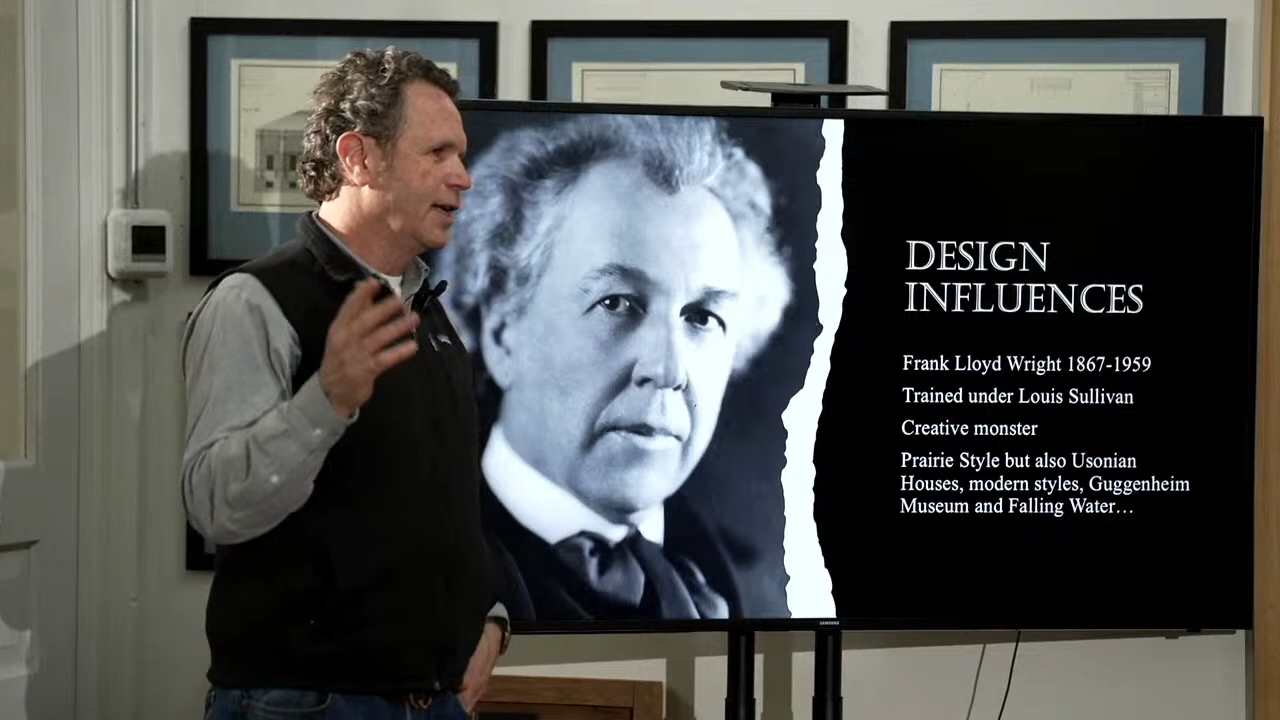 DESIGN
INFLUENCES
Frank Lloyd Wright 1867-1959
Trained under Louis Sullivan
Creative monster
Prairie Style but also Usonian
Houses, modern styles, Guggenheim
Museum and Falling Water…
SAMSUNG